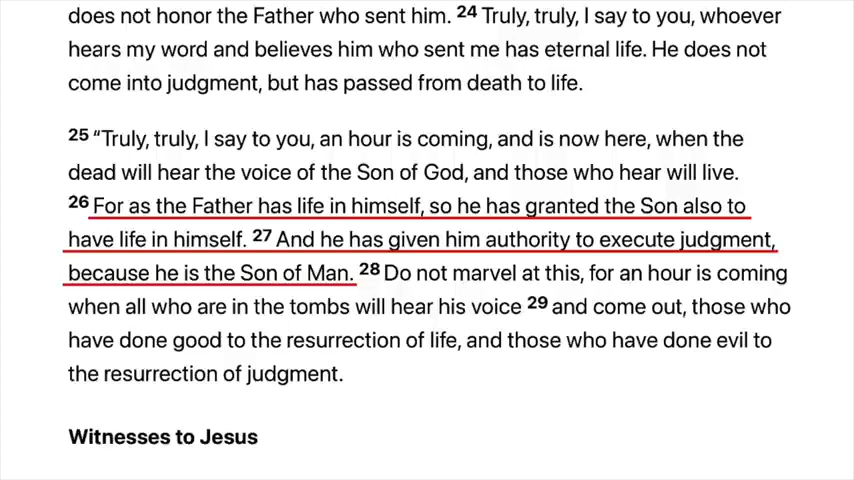 does not honor the Father who sent him. 24 Truly, truly, I say to you, whoever
hears my word and believes him who sent me has eternal life. He does not
come into judgment, but has passed from death to life.
25 “Truly, truly, I say to you, an hour is coming, and is now here, when the
dead will hear the voice of the Son of God, and those who hear will live.
26 For as the Father has life in himself, so he has granted the Son also to
have life in himself. 27 And he has given him authority to execute judgment,
because he is the Son of Man. 28 Do not marvel at this, for an hour is coming
when all who are in the tombs will hear his voice 29 and come out, those who
have done good to the resurrection of life, and those who have done evil to
the resurrection of judgment.
Witnesses to Jesus